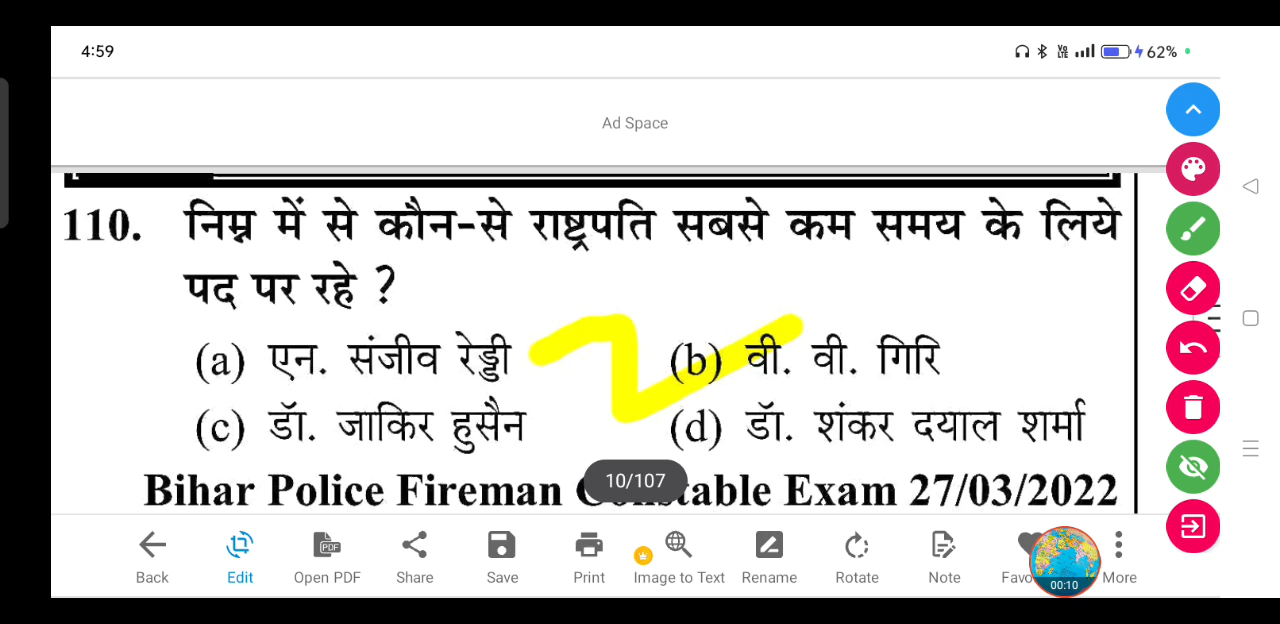 4:59
62%
Ad Space
110. निम्न में से कौन-से राष्ट्रपति सबसे कम समय के लिये
पद पर रहे ?
(a) एन. संजीव रेड्डी (b) वी. वी. गिरि
(c) डॉ. जाकिर हुसैन (d) डॉ. शंकर दयाल शर्मा
Bihar Police Fireman Exam 27/03/2022
10/107
Back Edit Open PDF Share Save Print Image to Text Rename Rotate Note More
00:10